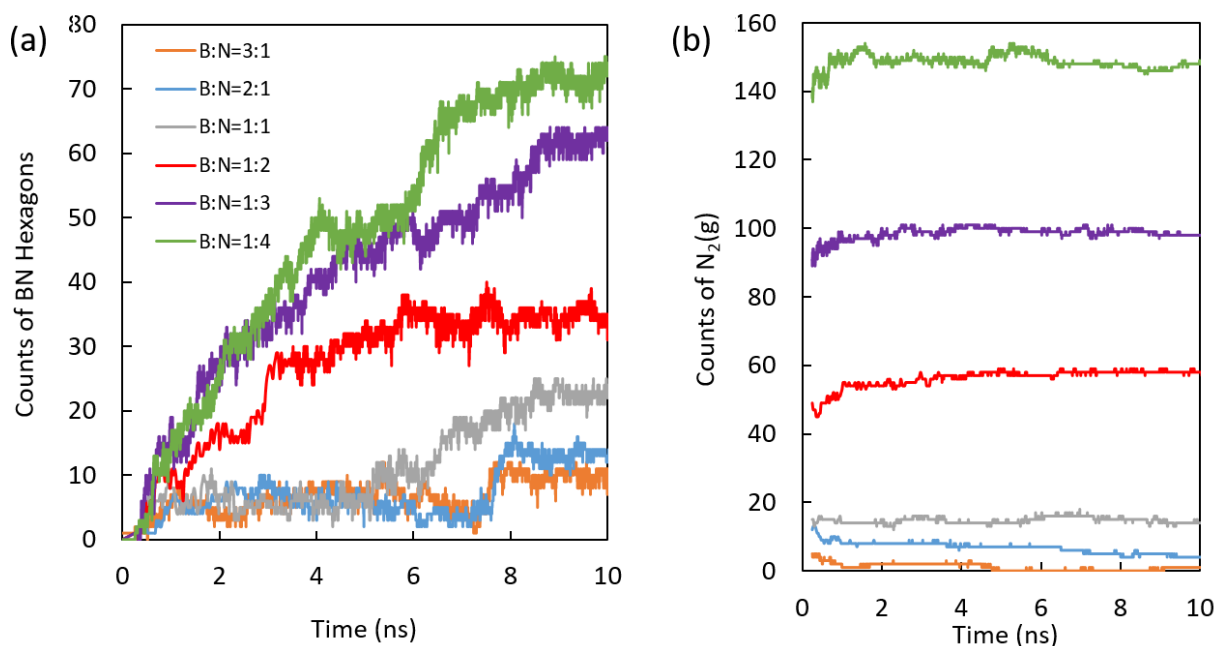 (a)
Counts of BN Hexagons
80
70
60
50
40
30
20
10
0
B:N=3:1
B:N=2:1
B:N=1:1
B:N=1:2
B:N=1:3
B:N=1:4
0 2 4 6 8 10
Time (ns)
(b)
Counts of N₂(g)
160
140
120
100
80
60
40
20
0
0 2 4 6 8 10
Time (ns)